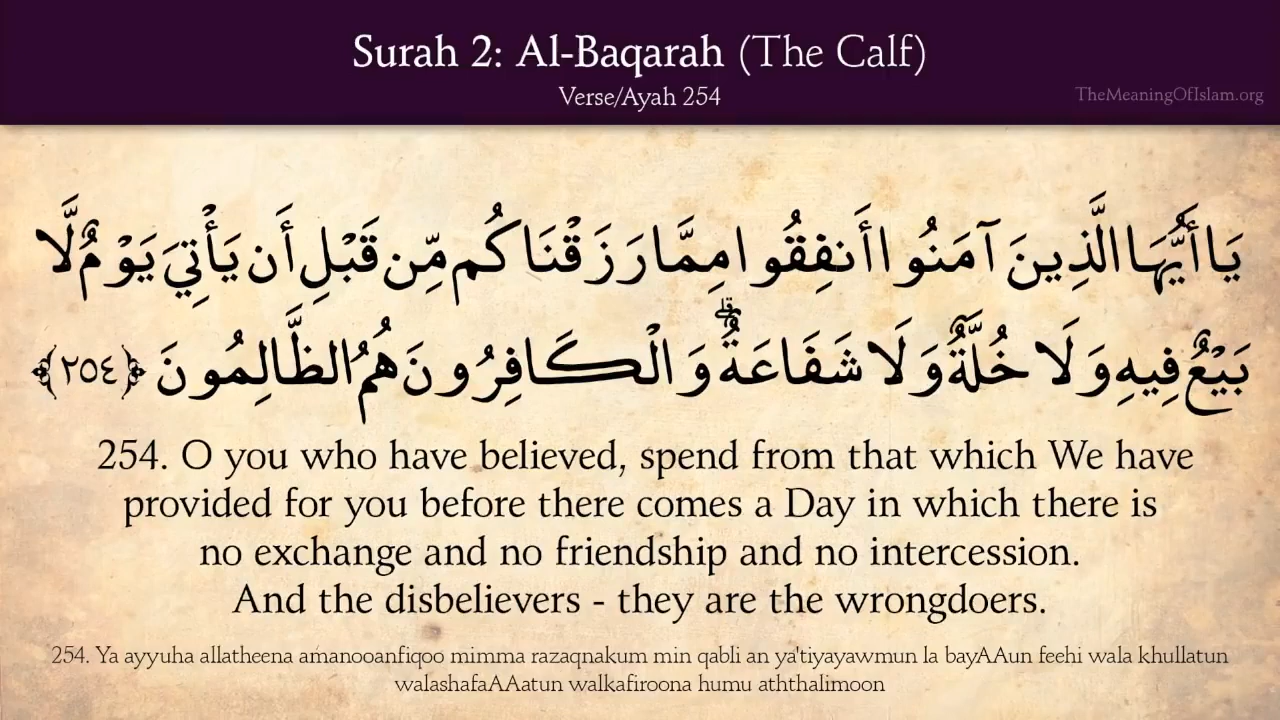 Surah 2: Al-Baqarah (The Calf)
Verse/Ayah 254
TheMeaningOfIslam.org
يَا أَيُّهَا الَّذِينَ آمَنُوا أَنفِقُوا مِمَّا رَزَقْنَاكُم مِّن قَبْلِ أَن يَأْتِيَ يَوْمٌ لَّا
بَيْعٌ فِيهِ وَلَا خُلَّةٌ وَلَا شَفَاعَةٌ ۗ وَالْكَافِرُونَ هُمُ الظَّالِمُونَ ﴿٢٥٤﴾
254. O you who have believed, spend from that which We have
provided for you before there comes a Day in which there is
no exchange and no friendship and no intercession.
And the disbelievers - they are the wrongdoers.
254. Ya ayyuha allatheena amanooanfiqoo mimma razaqnakum min qabli an ya'tiyayawmun la bayAAun feehi wala khullatun
walashafaAAatun walkafiroona humu aththalimoon